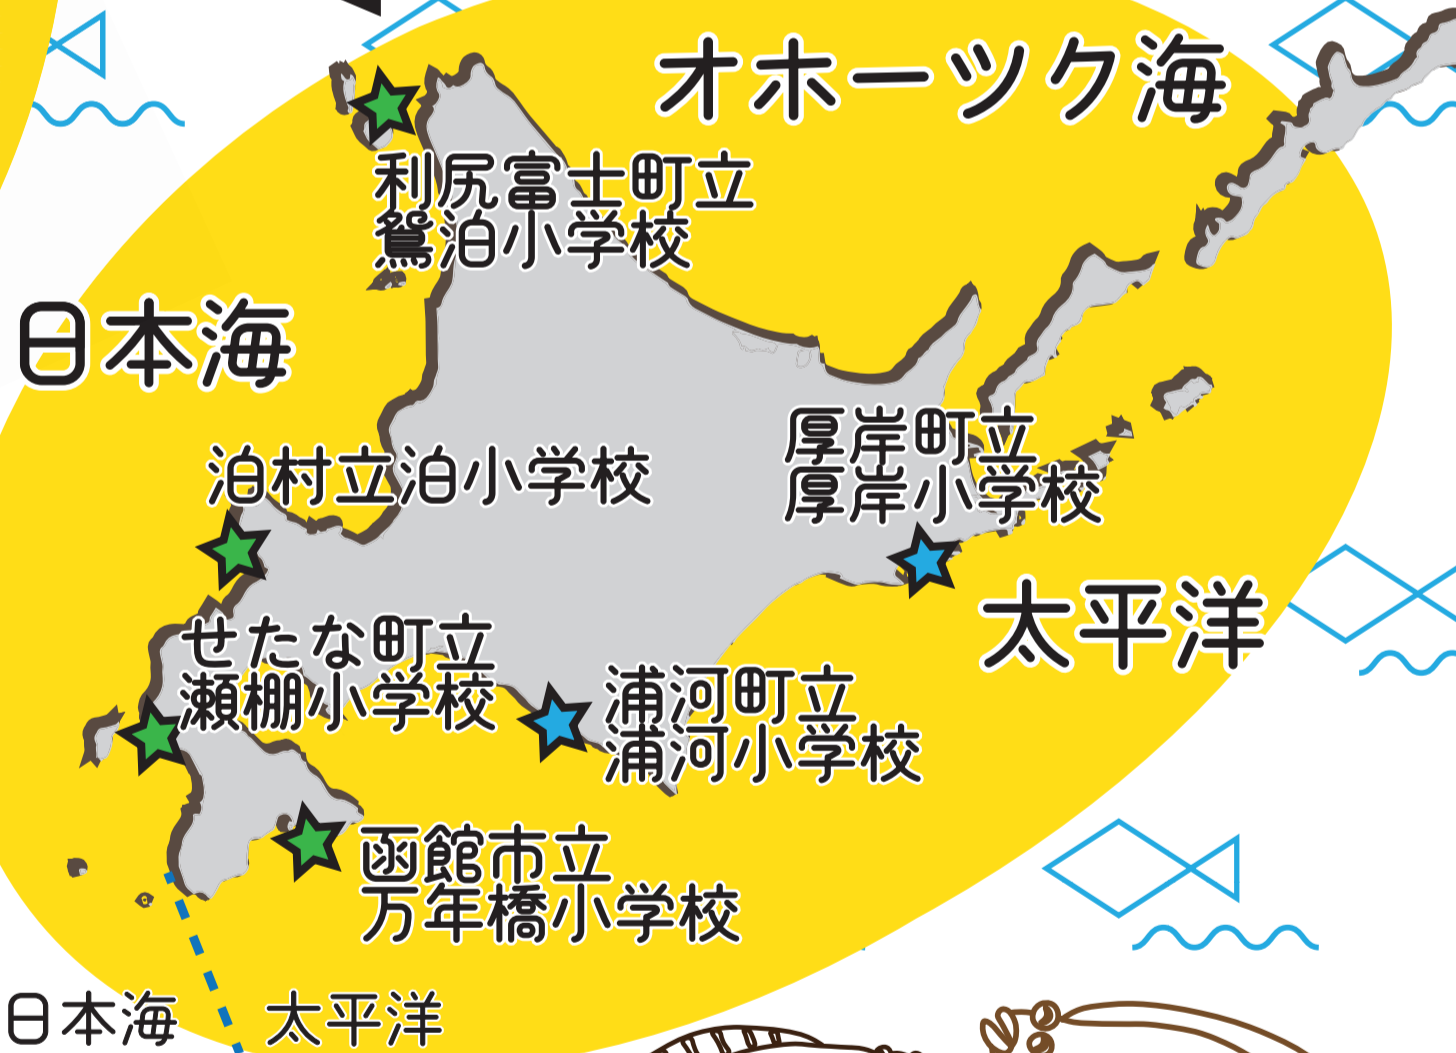 オホーツク海
利尻富士町立
鴛泊小学校
日本海
厚岸町立
厚岸小学校
泊村立泊小学校
太平洋
せたな町立
瀬棚小学校
浦河町立
浦河小学校
函館市立
万年橋小学校
日本海
太平洋